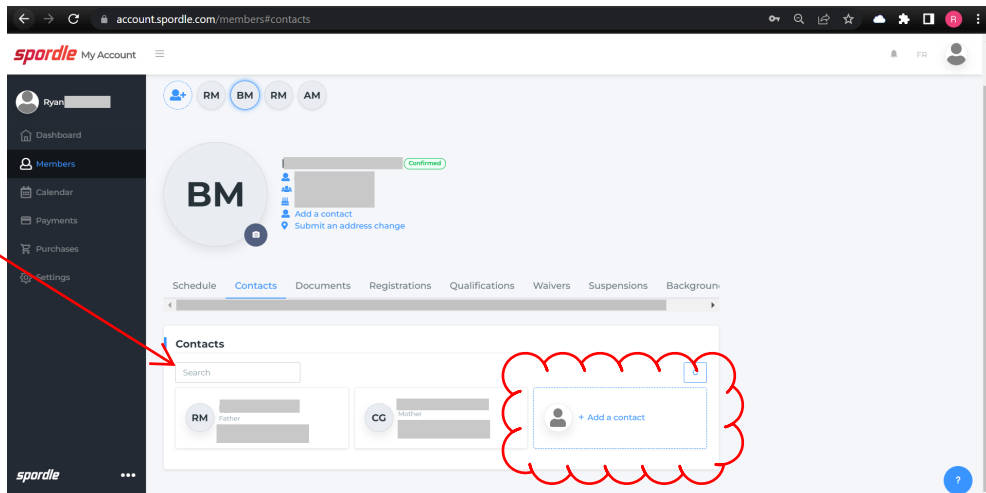 account.spordle.com/members#contacts
R
spordle My Account
FR
Ryan
RM BM RM AM
Dashboard
Members
Confirmed
Calendar
BM
Payments
Add a contact
Submit an address change
Purchases
Settings
Schedule Contacts Documents Registrations Qualifications Waivers Suspensions Backgroun
Contacts
Search
RM
Father
CG
Mother
+ Add a contact
spordle
?